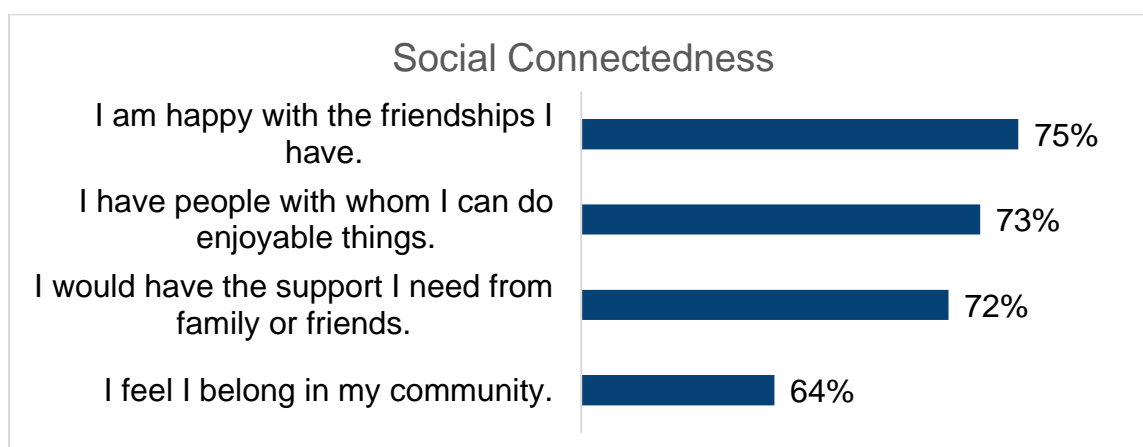 Social Connectedness
I am happy with the friendships I
have.
75%
I have people with whom I can do
enjoyable things.
73%
I would have the support I need from
family or friends.
72%
I feel I belong in my community.
64%